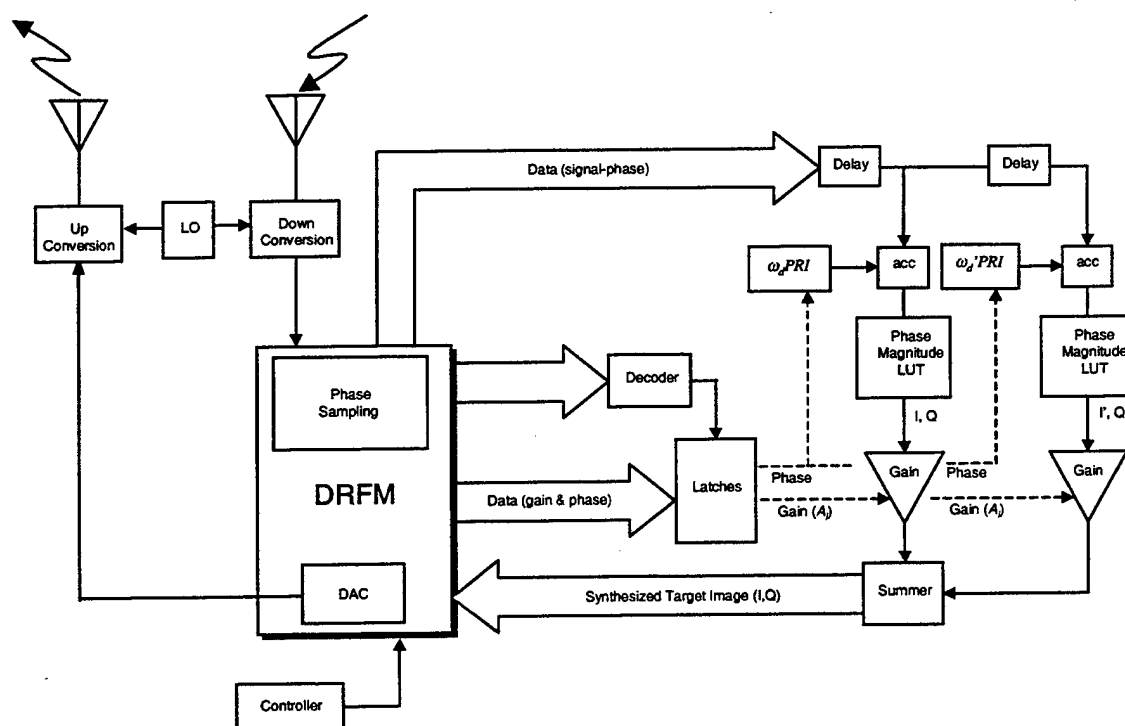 Data (signal-phase)
Delay
Delay
Up
Conversion
LO
Down
Conversion
ω_dPRI
acc
ω_d'PRI
acc
Phase
Magnitude
LUT
Phase
Magnitude
LUT
Phase
Sampling
Decoder
I, Q
I', Q'
DRFM
Data (gain & phase)
Latches
Phase
Gain
Phase
Gain
Gain (A_i)
Gain (A_i)
DAC
Synthesized Target Image (I,Q)
Summer
Controller